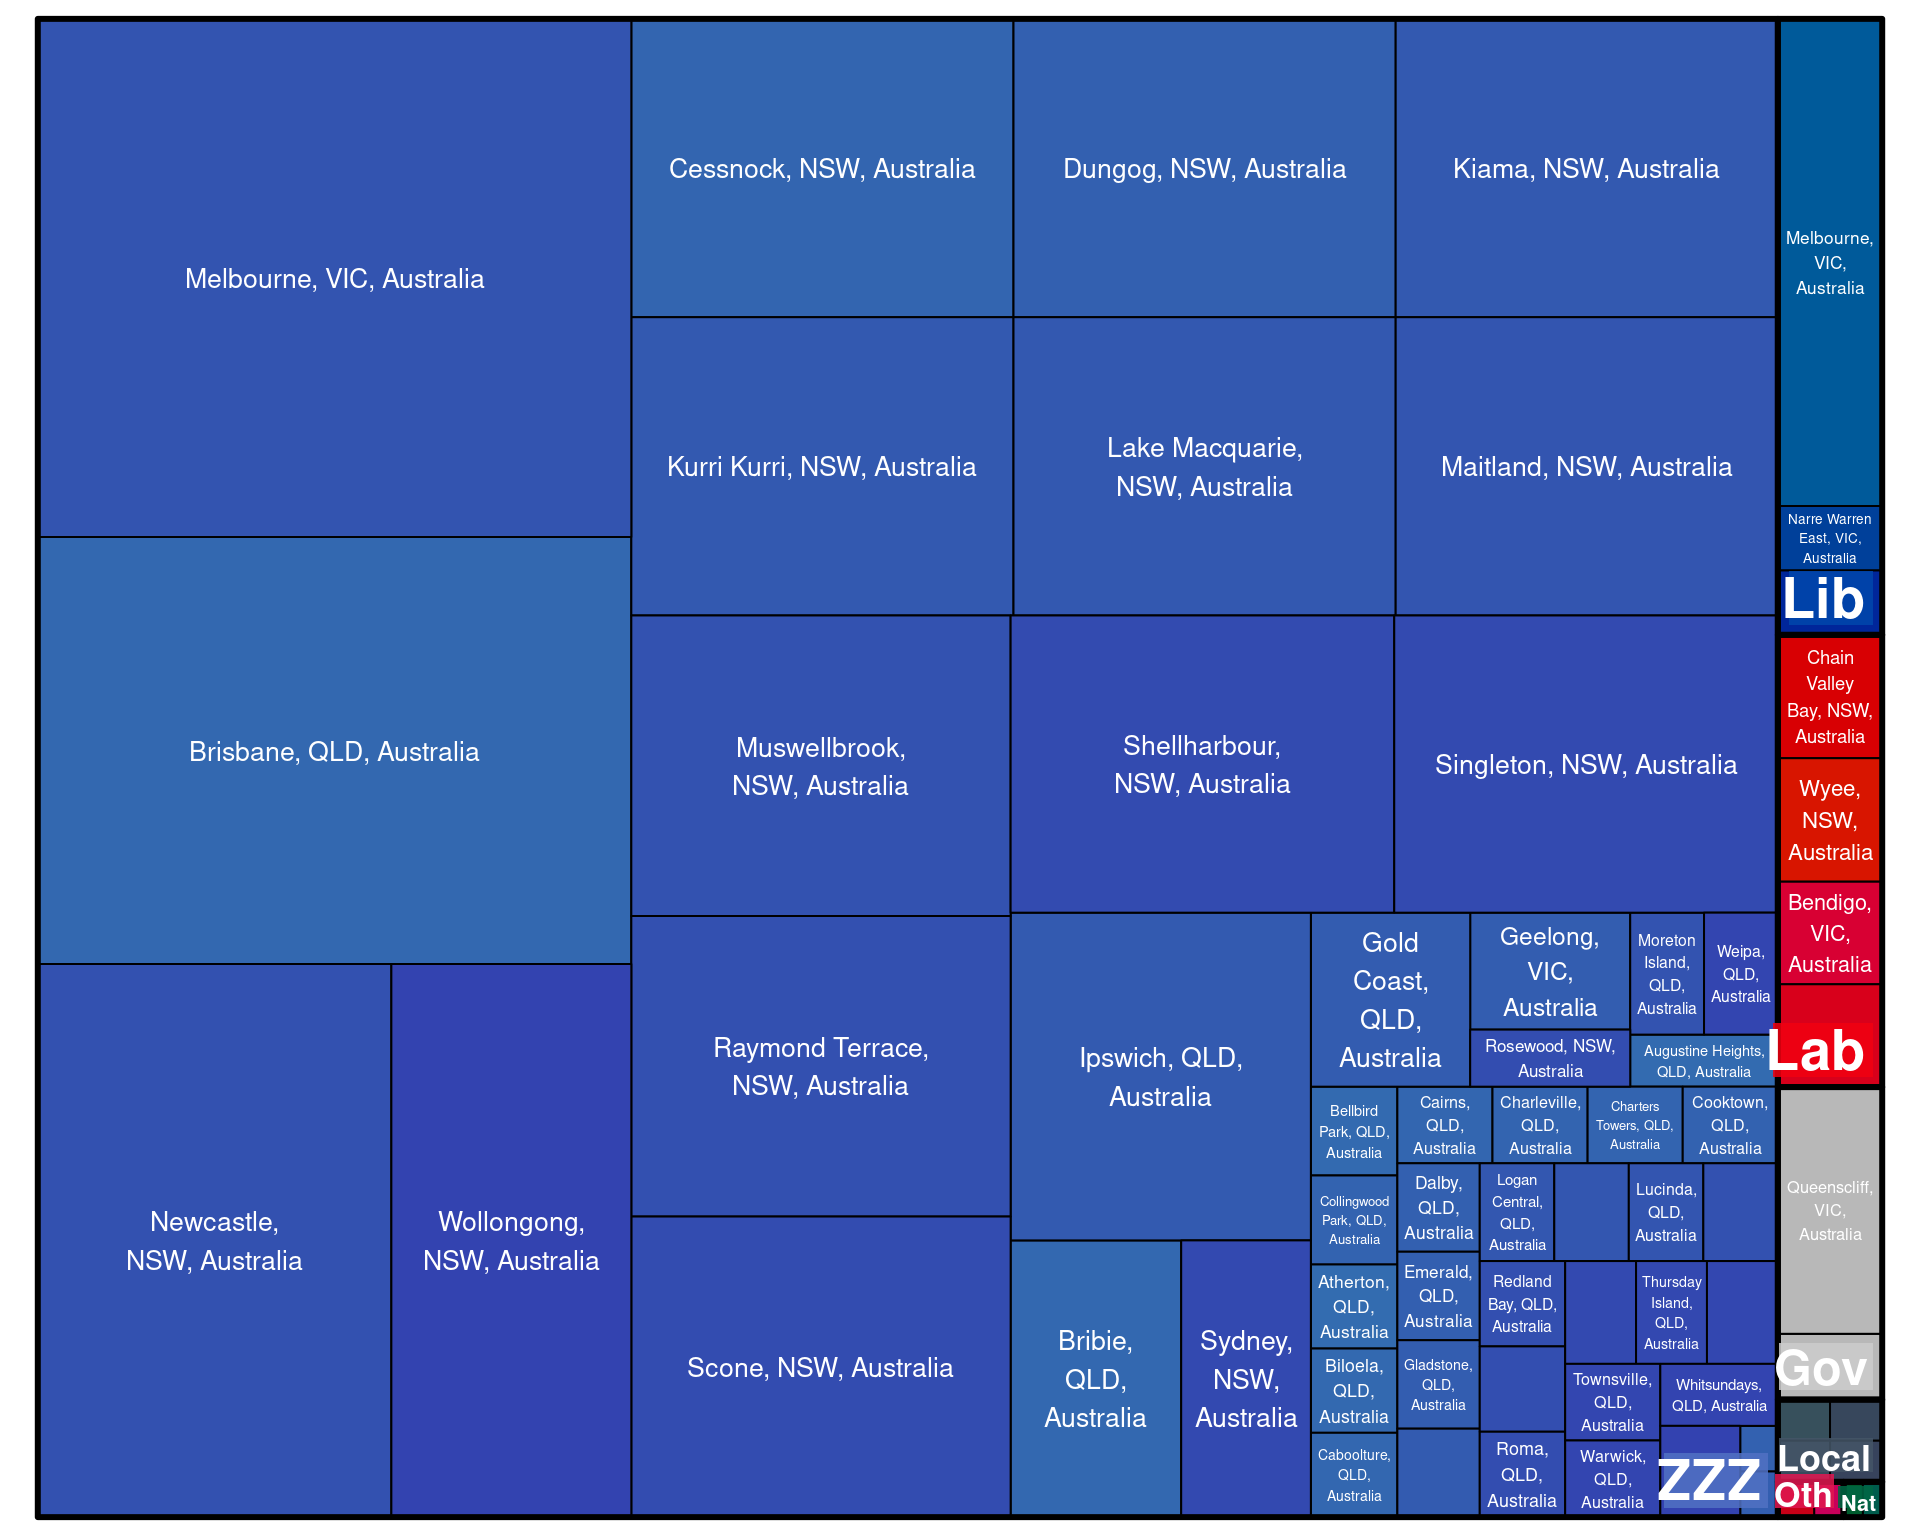 Melbourne, VIC, Australia
Brisbane, QLD, Australia
Newcastle,
NSW, Australia
Wollongong,
NSW, Australia
Cessnock, NSW, Australia
Dungog, NSW, Australia
Kiama, NSW, Australia
Kurri Kurri, NSW, Australia
Lake Macquarie,
NSW, Australia
Maitland, NSW, Australia
Muswellbrook,
NSW, Australia
Shellharbour,
NSW, Australia
Singleton, NSW, Australia
Raymond Terrace,
NSW, Australia
Scone, NSW, Australia
Ipswich, QLD,
Australia
Bribie,
QLD,
Australia
Sydney,
NSW,
Australia
Gold
Coast,
QLD,
Australia
Geelong,
VIC,
Australia
Rosewood, NSW,
Australia
Moreton
Island,
QLD,
Australia
Weipa,
QLD,
Australia
Augustine Heights,
QLD, Australia
Bellbird
Park, QLD,
Australia
Collingwood
Park, QLD,
Australia
Atherton,
QLD,
Australia
Biloela,
QLD,
Australia
Caboolture,
QLD,
Australia
Cairns,
QLD,
Australia
Charleville,
QLD,
Australia
Charters
Towers, QLD,
Australia
Cooktown,
QLD,
Australia
Dalby,
QLD,
Australia
Emerald,
QLD,
Australia
Gladstone,
QLD,
Australia
Logan
Central,
QLD,
Australia
Lucinda,
QLD,
Australia
Redland
Bay, QLD,
Australia
Thursday
Island,
QLD,
Australia
Roma,
QLD,
Australia
Townsville,
QLD,
Australia
Whitsundays,
QLD, Australia
Warwick,
QLD,
Australia
ZZZ
Melbourne,
VIC,
Australia
Narre Warren
East, VIC,
Australia
Lib
Chain
Valley
Bay, NSW,
Australia
Wyee,
NSW,
Australia
Bendigo,
VIC,
Australia
Lab
Queenscliff,
VIC,
Australia
Gov
Local
Oth
Nat